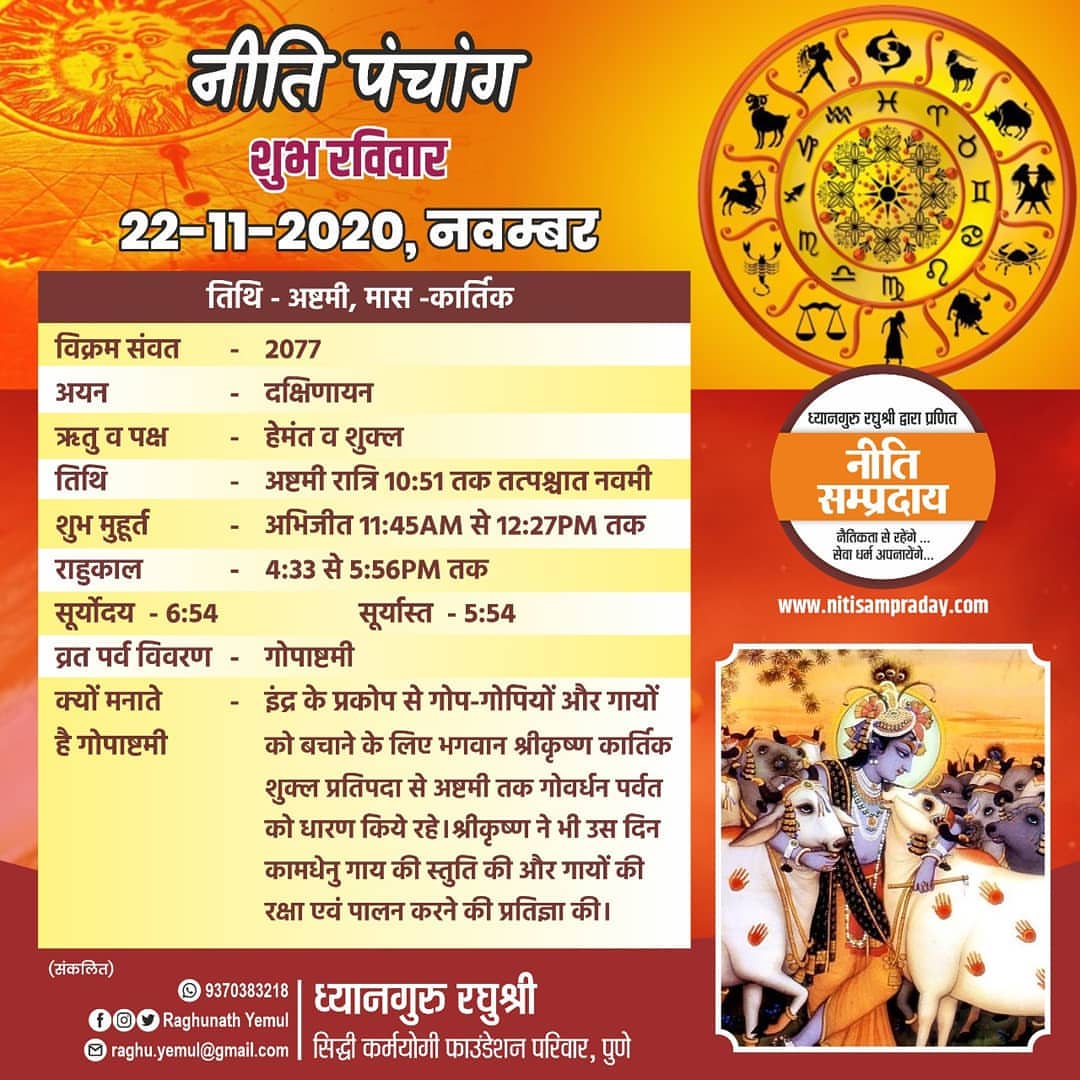 नीति पंचांग
शुभ रविवार
22-11-2020, नवम्बर
तिथि - अष्टमी, मास -कार्तिक
विक्रम संवत - 2077
अयन - दक्षिणायन
ऋतु व पक्ष - हेमंत व शुक्ल
तिथि - अष्टमी रात्रि 10:51 तक तत्पश्चात नवमी
शुभ मुहूर्त - अभिजीत 11:45AM से 12:27PM तक
राहुकाल - 4:33 से 5:56PM तक
सूर्योदय - 6:54 सूर्यास्त - 5:54
व्रत पर्व विवरण - गोपाष्टमी
क्यों मनाते - इंद्र के प्रकोप से गोप-गोपियों और गायों
है गोपाष्टमी को बचाने के लिए भगवान श्रीकृष्ण कार्तिक
शुक्ल प्रतिपदा से अष्टमी तक गोवर्धन पर्वत
को धारण किये रहे।श्रीकृष्ण ने भी उस दिन
कामधेनु गाय की स्तुति की और गायों की
रक्षा एवं पालन करने की प्रतिज्ञा की।
ध्यानगुरु रघुश्री द्वारा प्रणित
नीति
सम्प्रदाय
नैतिकता से रहेंगे ...
सेवा धर्म अपनायेंगे...
www.nitisampraday.com
(संकलित)
9370383218
Raghunath Yemul
raghu.yemul@gmail.com
ध्यानगुरु रघुश्री
सिद्धी कर्मयोगी फाउंडेशन परिवार, पुणे